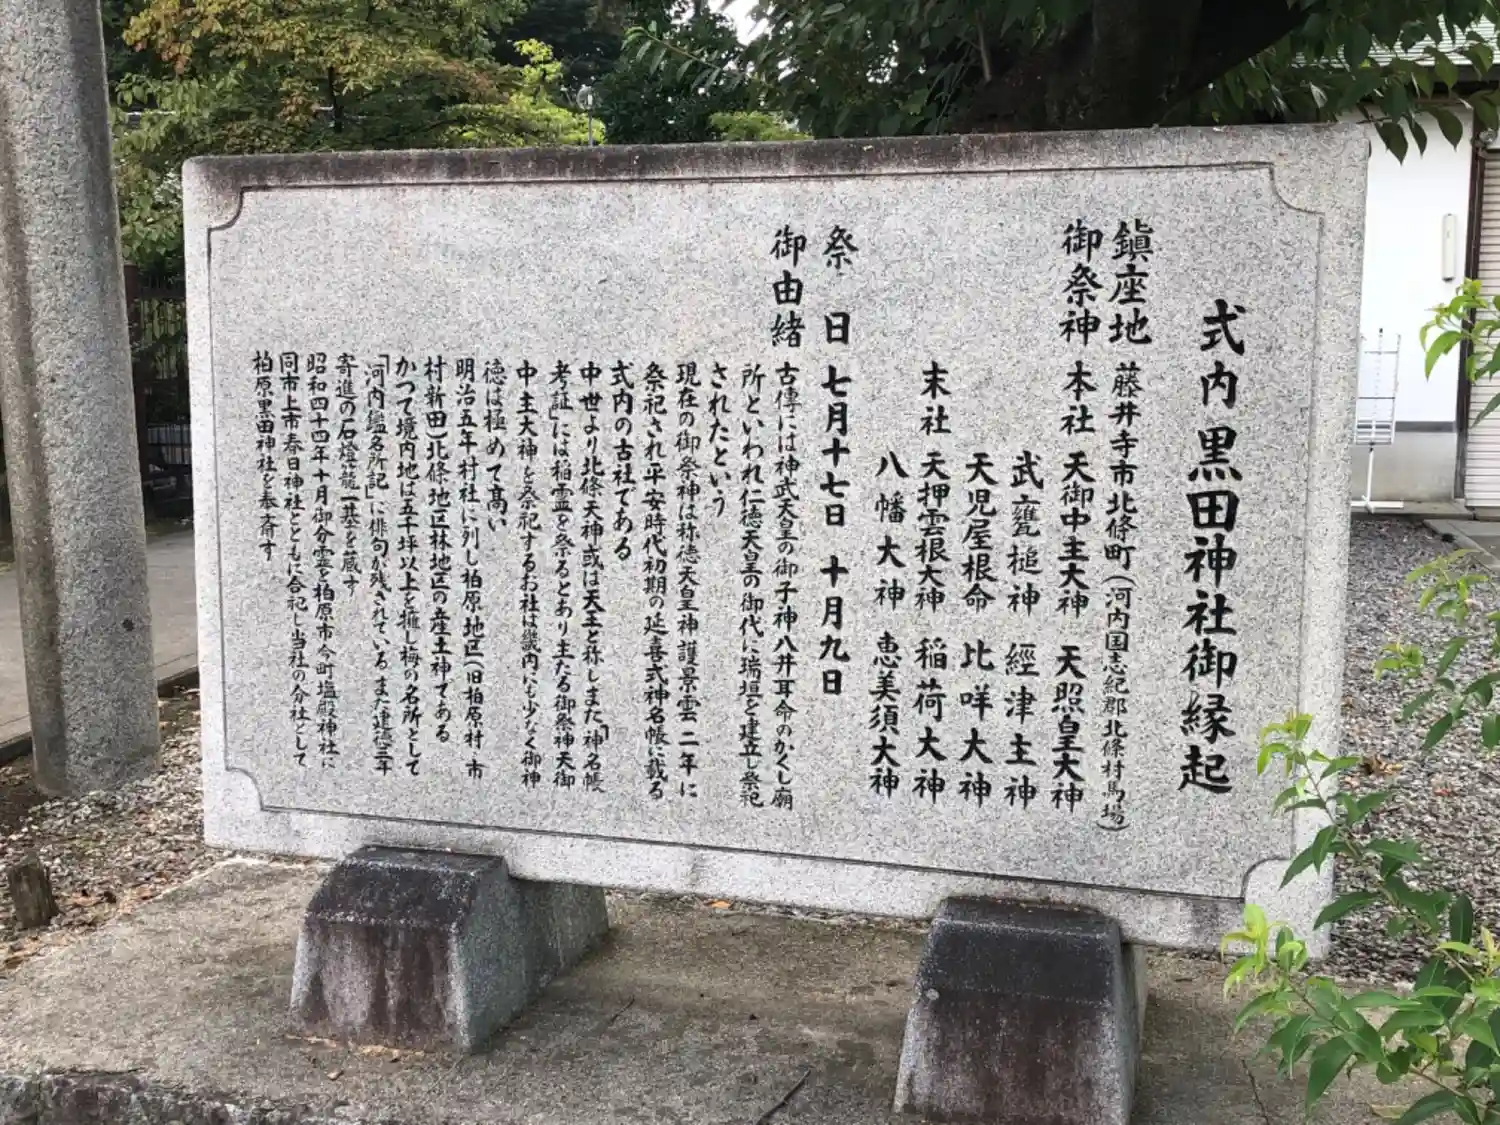 式内黒田神社御縁起
鎮座地 藤井寺市北條町(河内国志紀郡北條村馬場)
御祭神 本社 天御中主大神 天照皇大神
武甕槌神 經津主神
天児屋根命 比咩大神
末社 天押雲根大神 稲荷大神
八幡大神 恵美須大神
祭日 七月十七日 十月九日
御由緒 古傳には神武天皇の御子神八井耳命のかくし廟
所といわれ仁徳天皇の御代に瑞垣を建立し祭祀
されたという
現在の御祭神は称徳天皇神護景雲二年に
祭祀され平安時代初期の延喜式神名帳に載る
式内の古社である
中世より北條天神或は天王と称しまた「神名帳
考証」には稲霊を祭るとあり主たる御祭神天御
中主大神を祭祀するお社は畿内にも少なく御神
徳は極めて高い
明治五年村社に列し柏原地区(旧柏原村、市
村新田)北條地区林地区の産土神である
かつて境内地は五千坪以上を擁し梅の名所として
「河内鑑名所記」に俳句が残されている また建徳三年
寄進の石燈籠一基を蔵す
昭和四十四年十月御分霊を柏原市今町塩殿神社に
同市上市春日神社とともに合祀し当社の分社として
柏原黒田神社を奉斎す